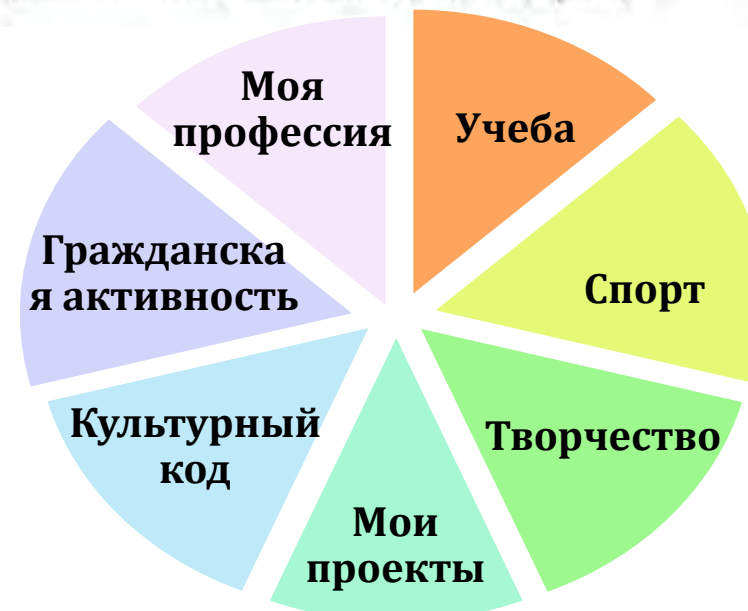 Моя
профессия
Учеба
Гражданска
я активность
Спорт
Культурный
код
Творчество
Мои
проекты